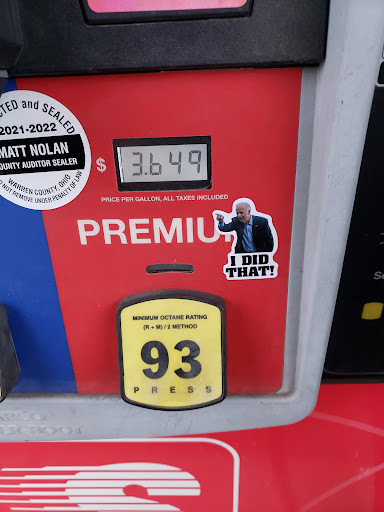 CTED and SEALED
2021-2022
MATT NOLAN
COUNTY AUDITOR SEALER
WARREN COUNTY, OHIO
DO NOT REMOVE UNDER PENALTY OF LAW
$ 3.649
PRICE PER GALLON, ALL TAXES INCLUDED
PREMIU
I DID
THAT!
MINIMUM OCTANE RATING
(R + M) / 2 METHOD
93
PRESS
S